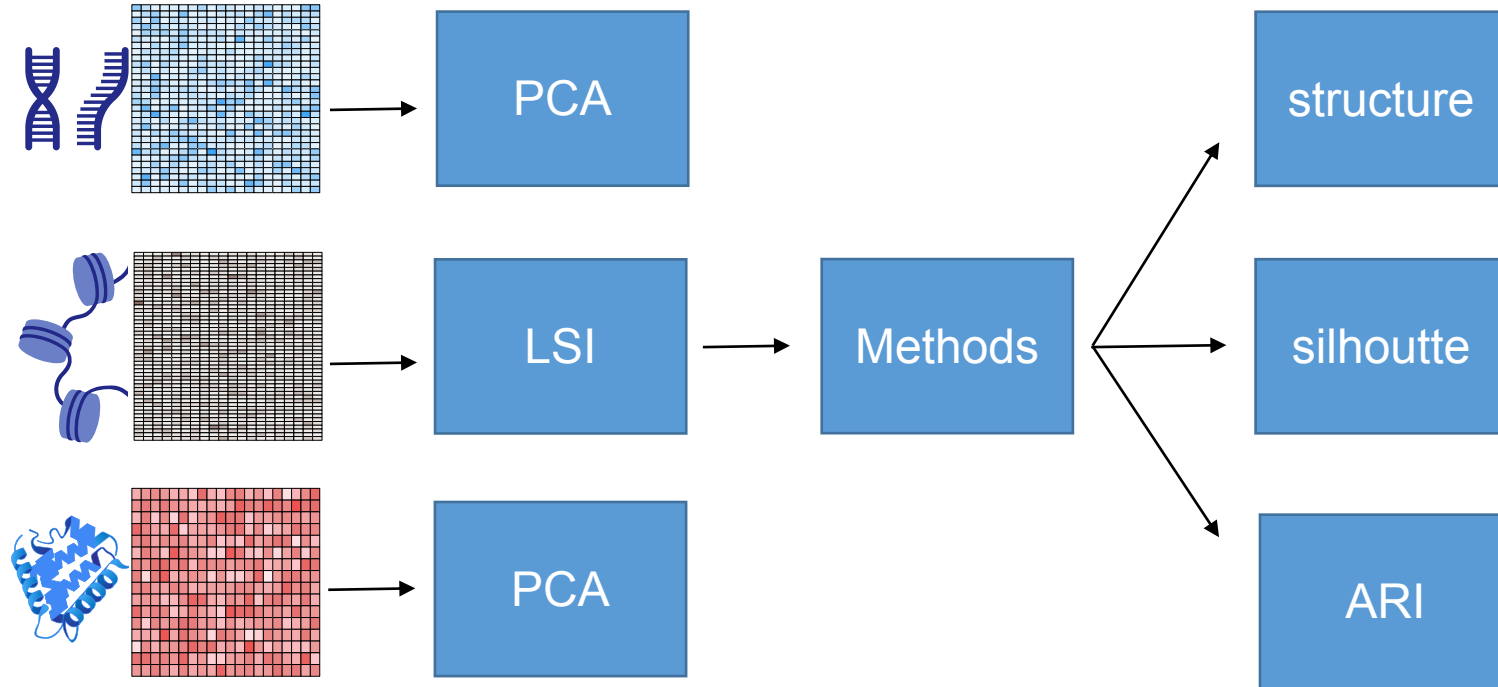 PCA
structure
LSI
Methods
silhoutte
PCA
ARI